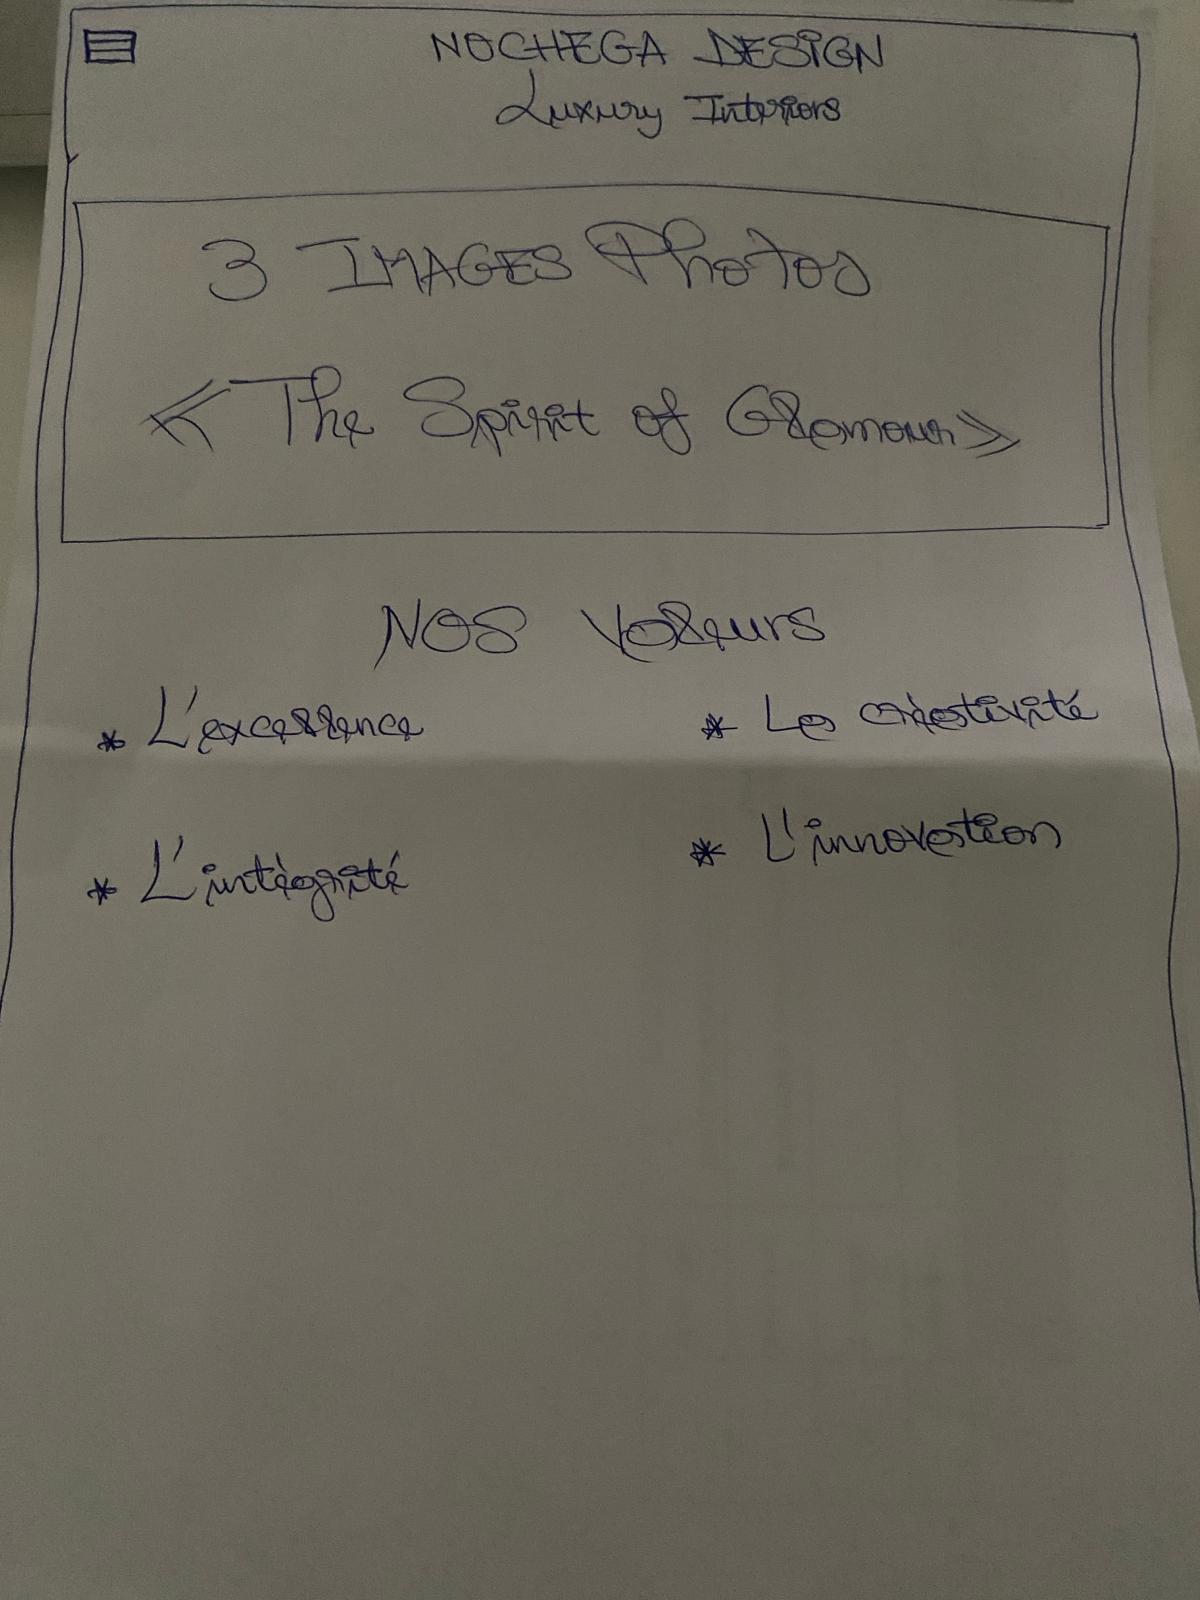 NOCHEGA DESIGN
Luxury Interiors
3 IMAGES Photos
« The Spirit of Glamour »
NOS Valeurs
* L'excellence
* La créativité
* L'intégrité
* L'innovation